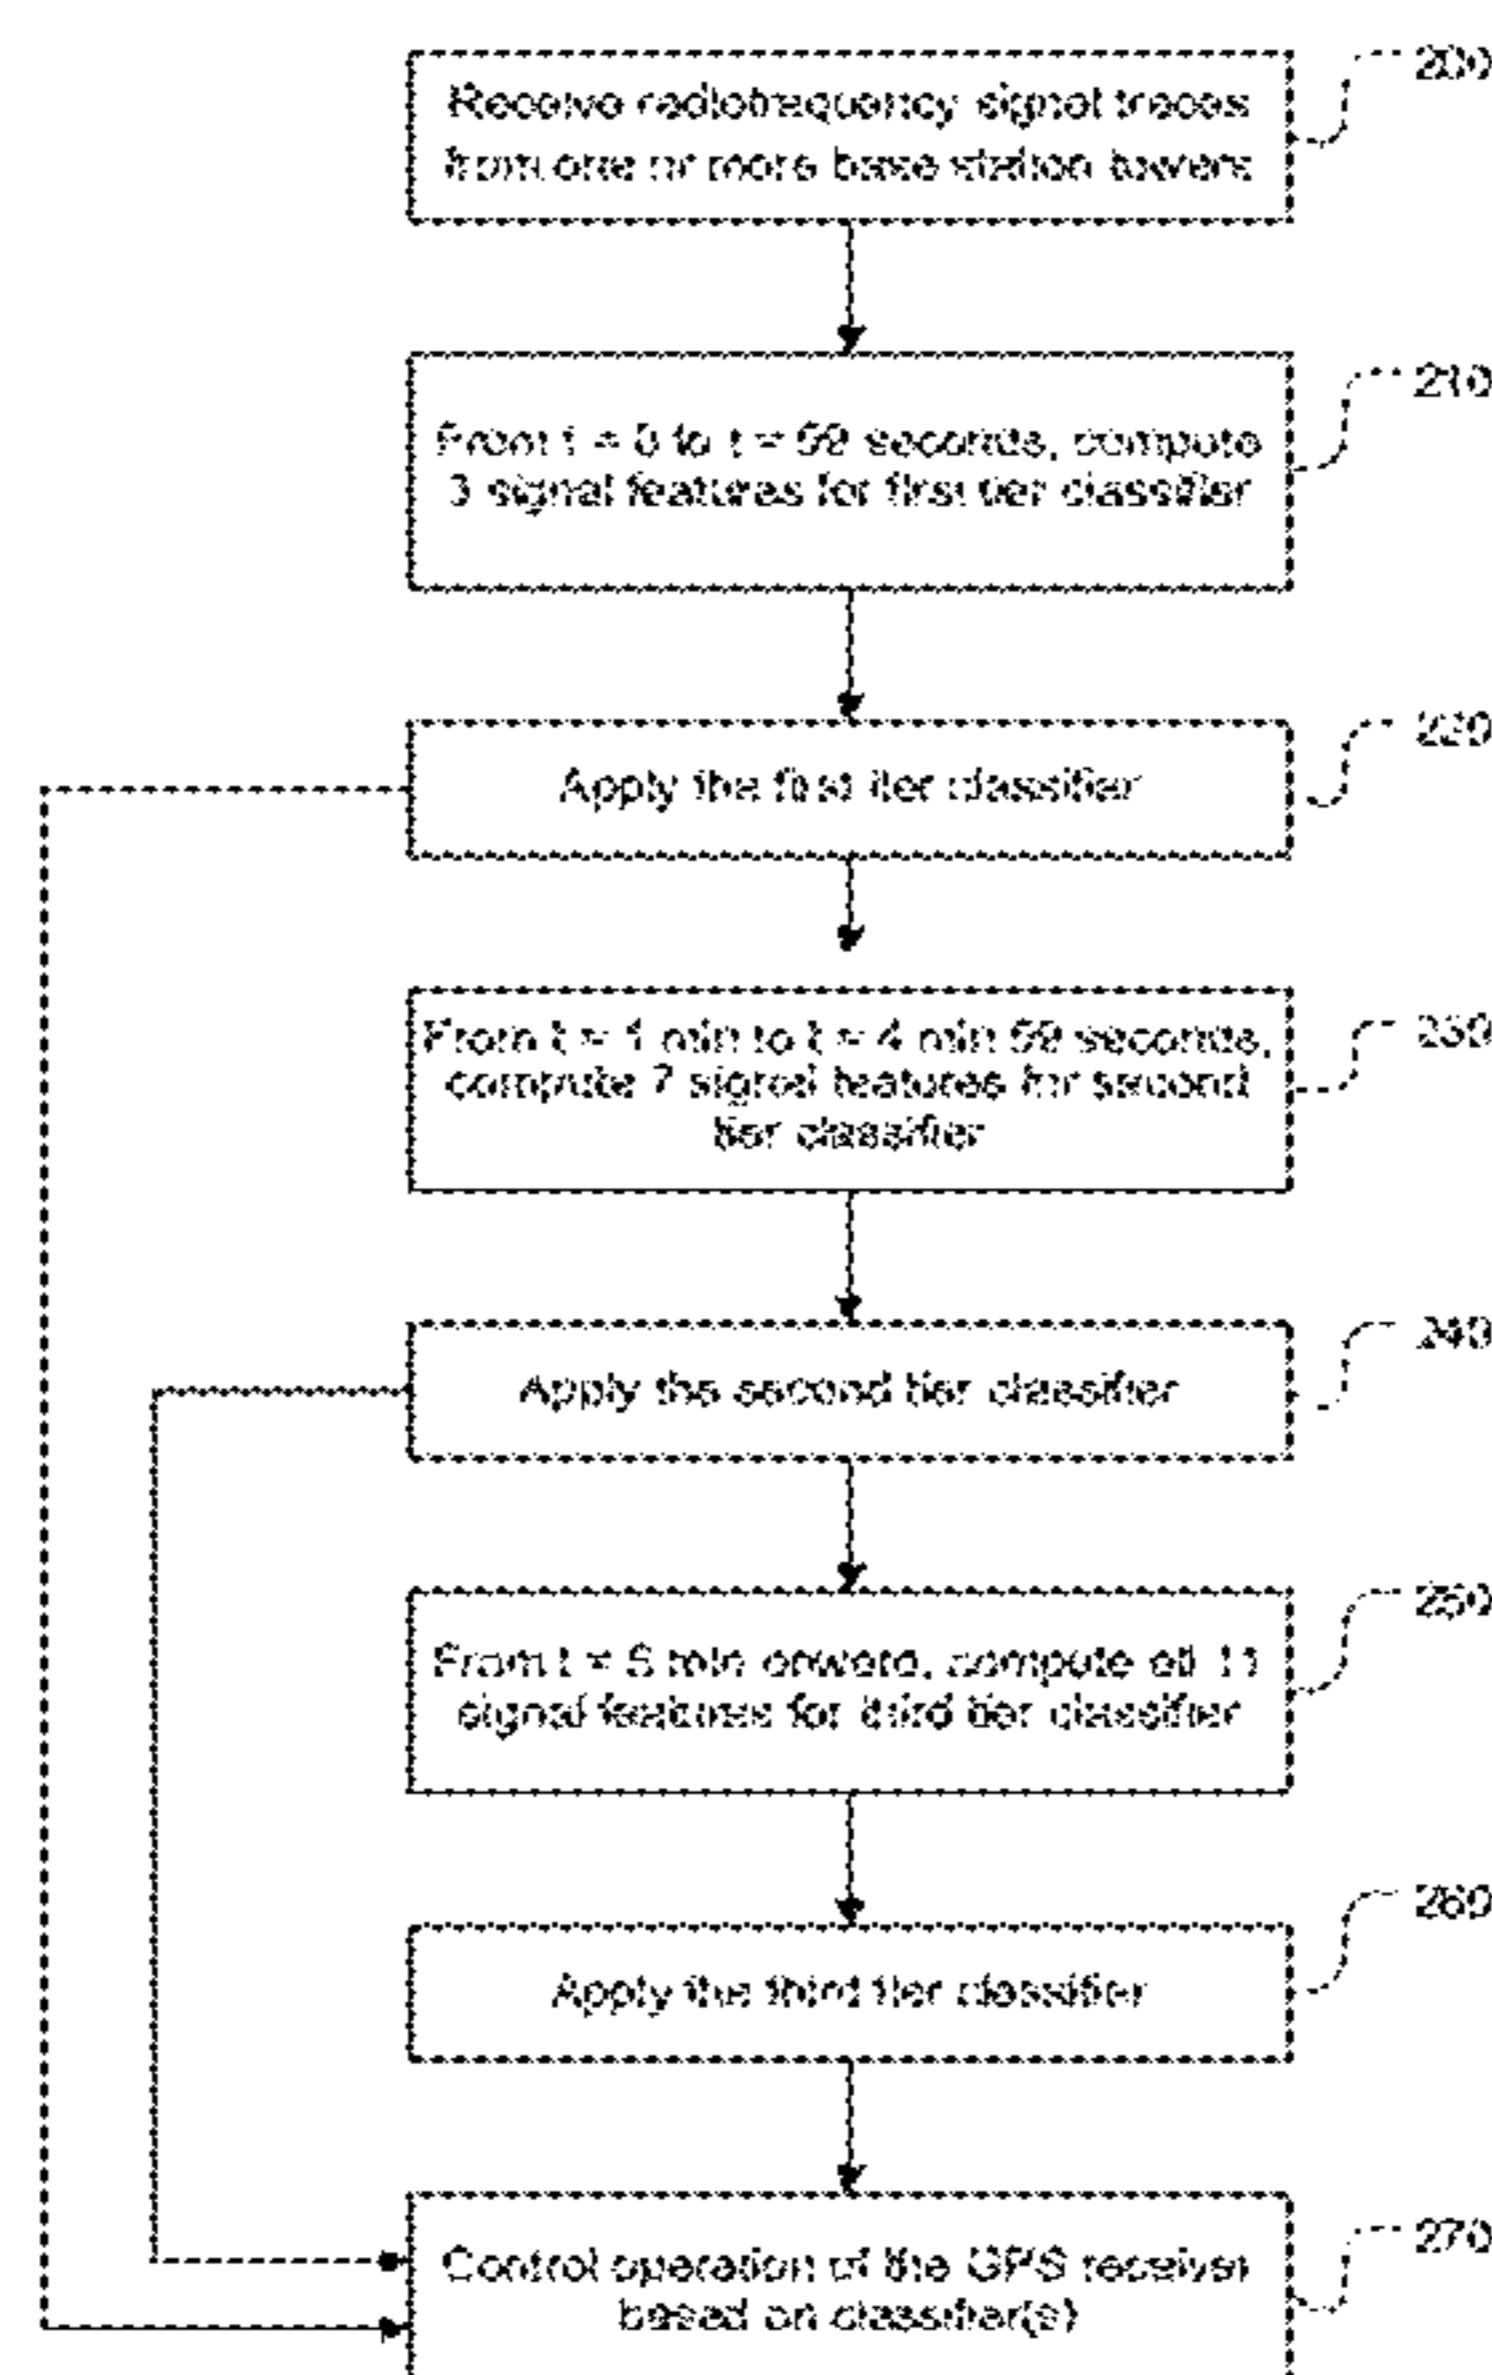 Receive radiofrequency signal traces
200
from one or more base station towers
From t = 0 to t = 59 seconds, compute
210
3 signal features for first tier classifier
Apply the first tier classifier
220
From t = 1 min to t = 4 min 59 seconds,
230
compute 7 signal features for second
tier classifier
Apply the second tier classifier
240
From t = 5 min onward, compute all 11
250
signal features for third tier classifier
Apply the third tier classifier
260
Control operation of the GPS receiver
270
based on classifier(s)